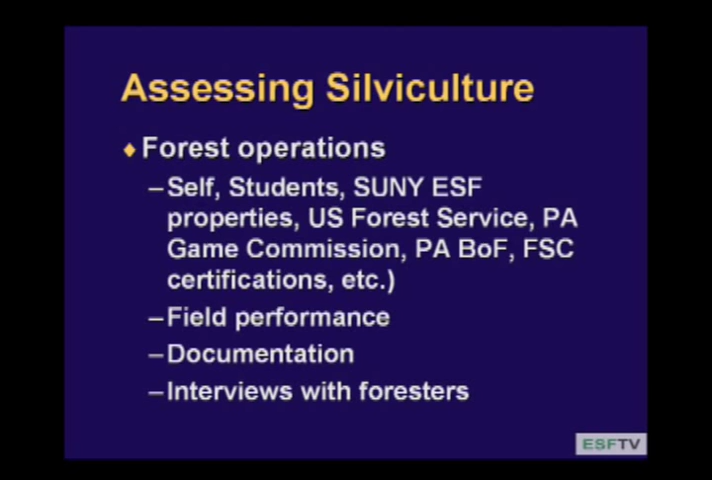 Assessing Silviculture
♦ Forest operations
–Self, Students, SUNY ESF
properties, US Forest Service, PA
Game Commission, PA BoF, FSC
certifications, etc.)
–Field performance
–Documentation
–Interviews with foresters
ESFTV